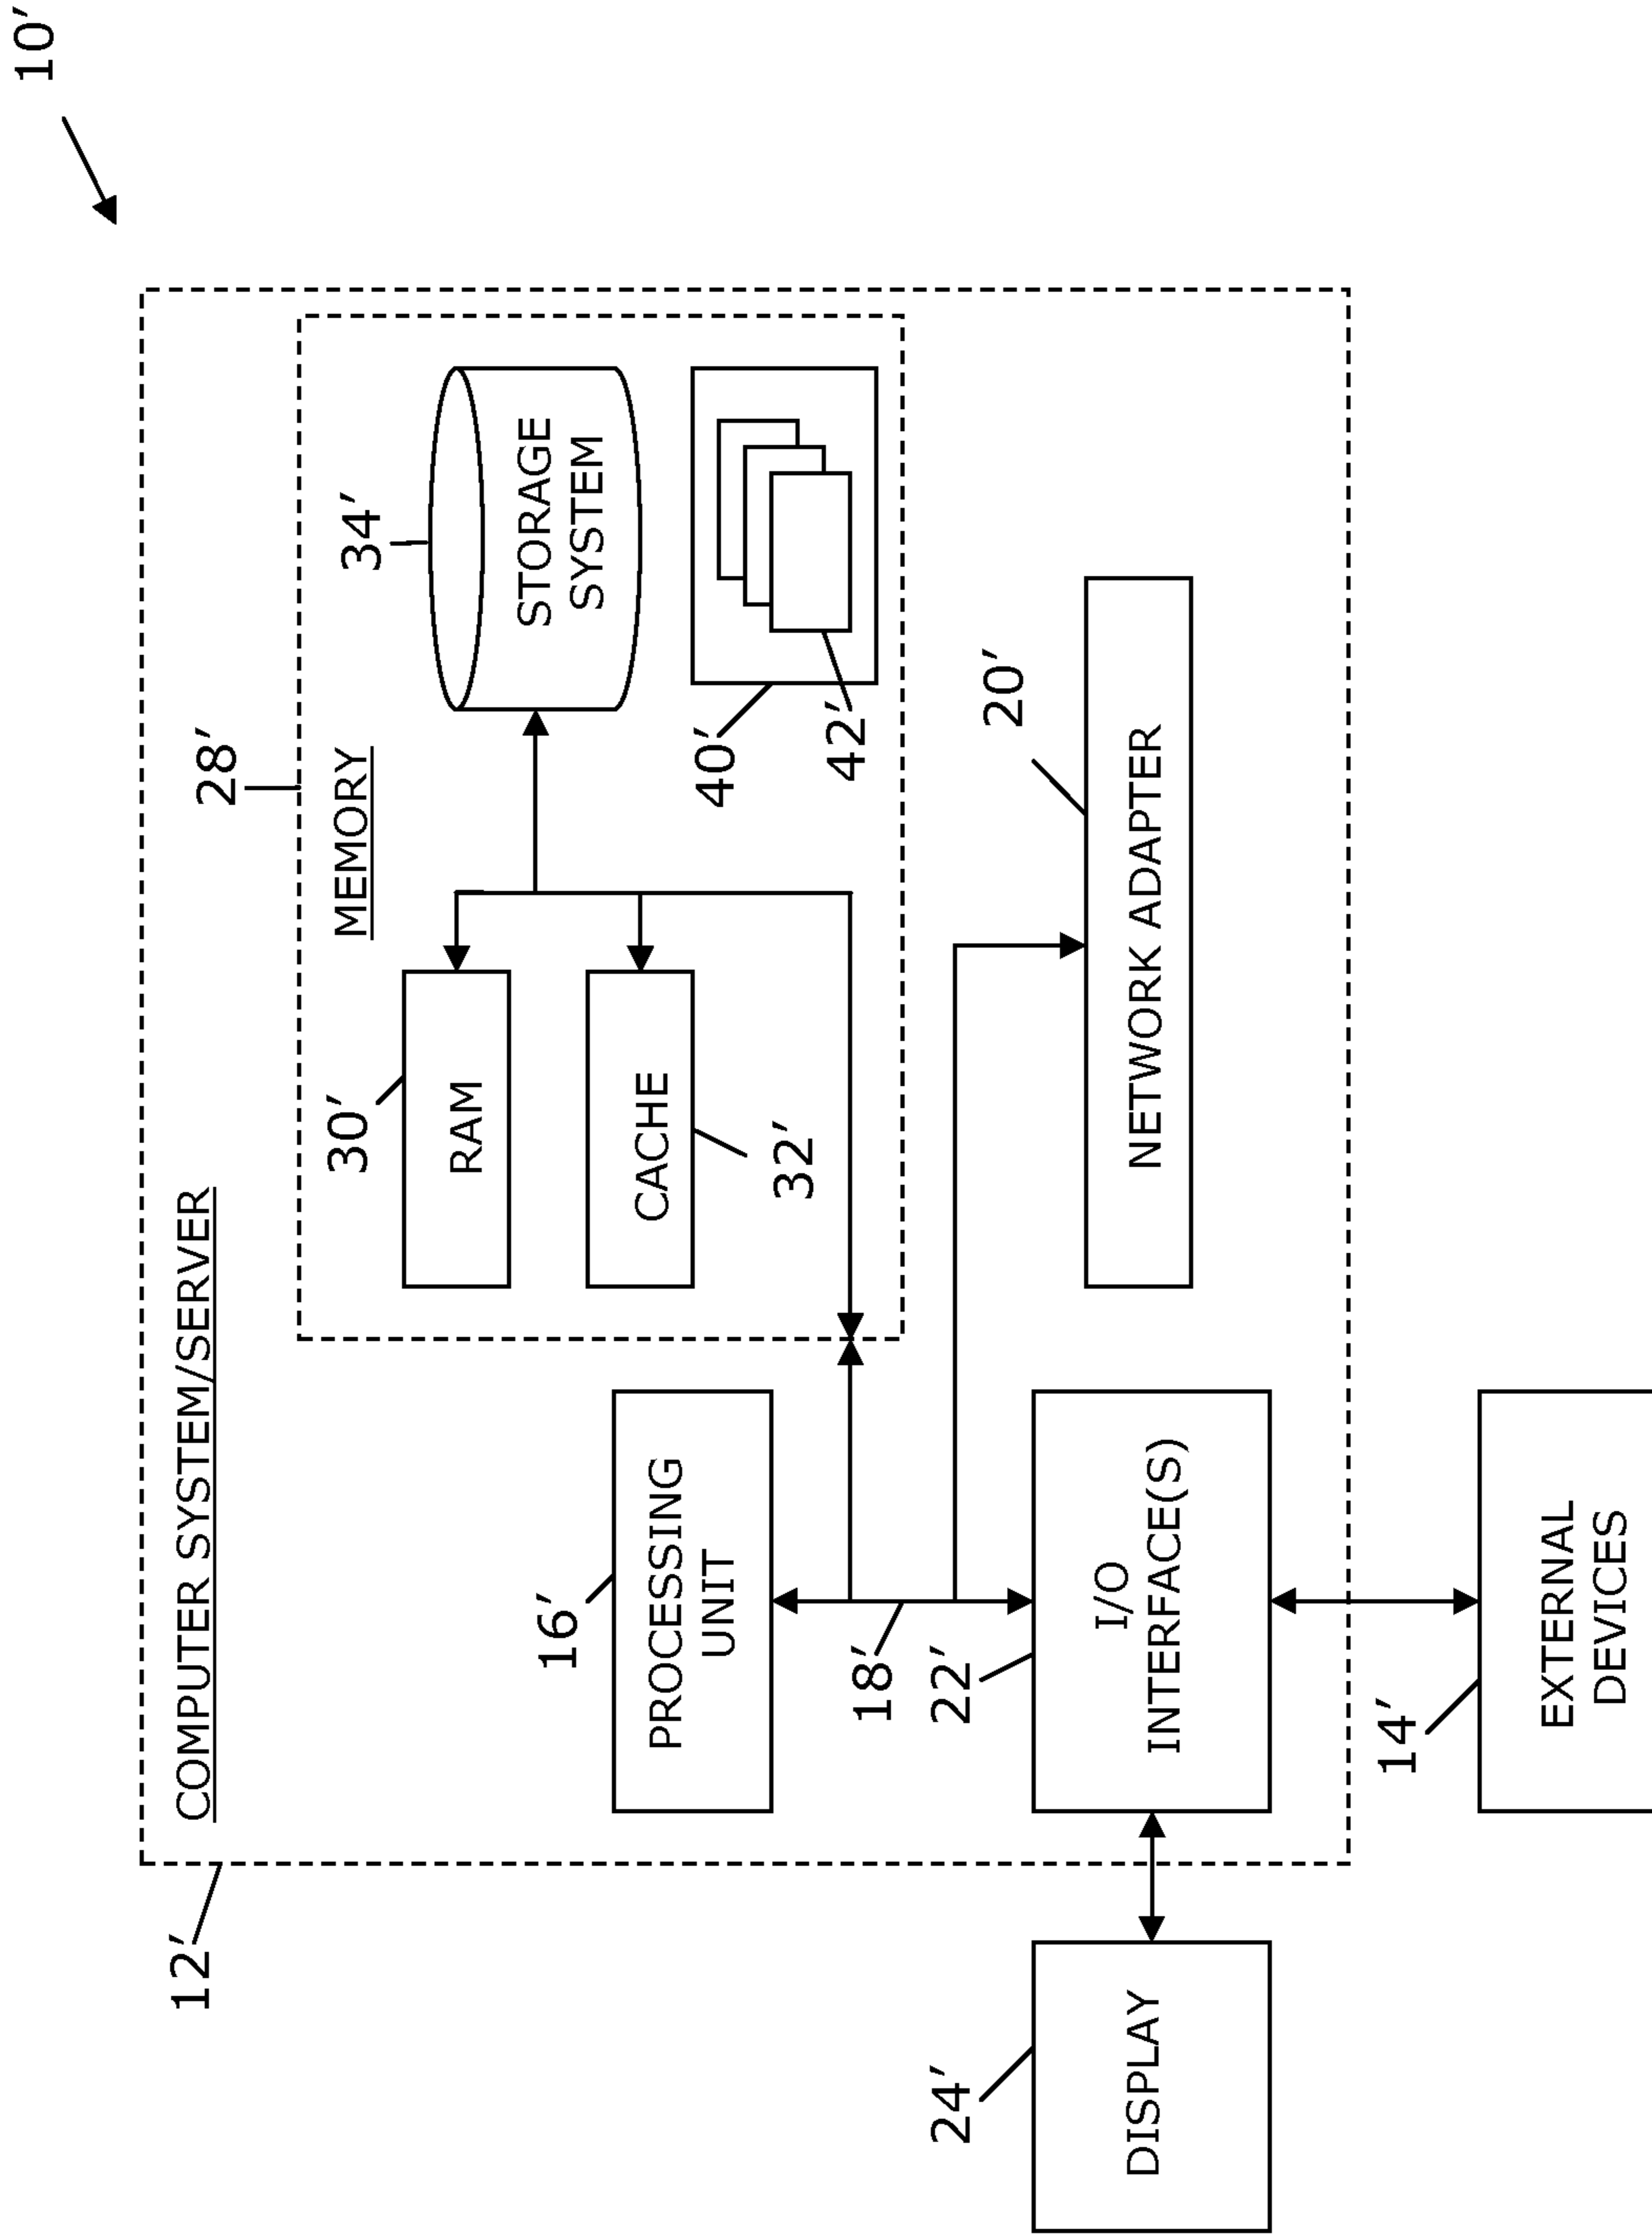 10'
COMPUTER SYSTEM/SERVER
12'
28'
MEMORY
34'
STORAGE
SYSTEM
30'
RAM
CACHE
32'
40'
42'
16'
PROCESSING
UNIT
18'
20'
NETWORK ADAPTER
22'
I/O
INTERFACE(S)
24'
DISPLAY
14'
EXTERNAL
DEVICES